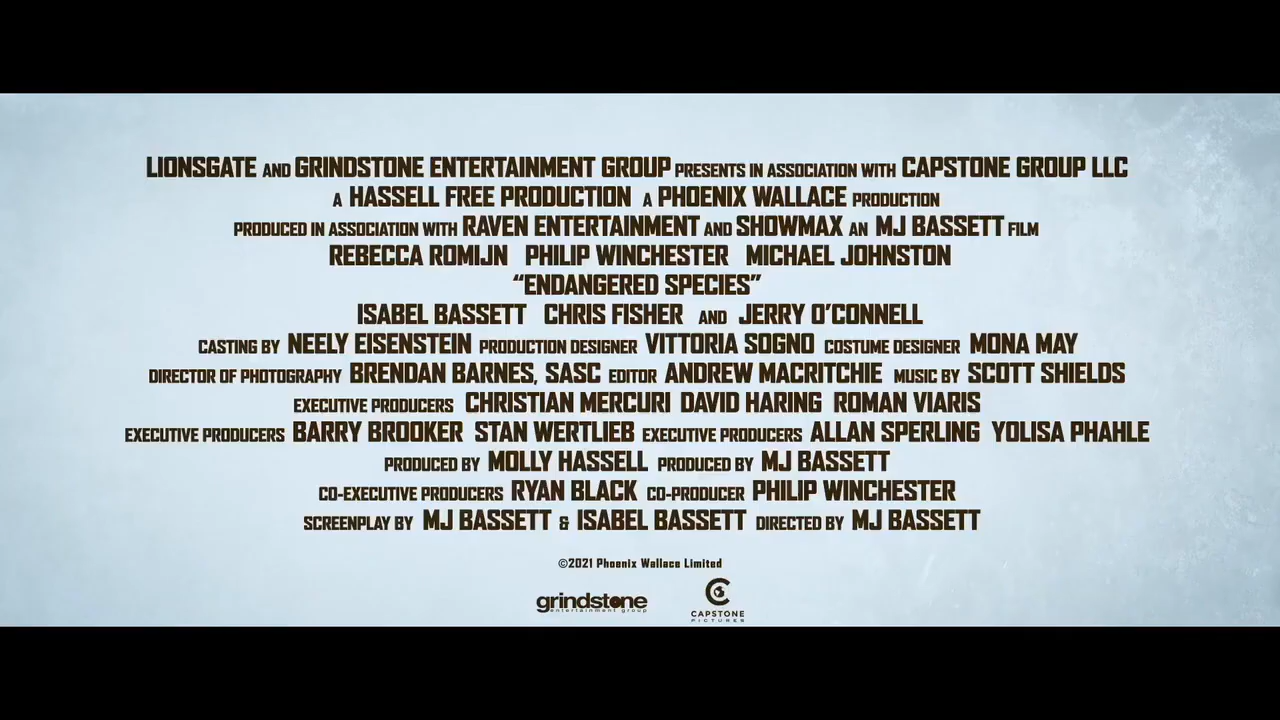 LIONSGATE AND GRINDSTONE ENTERTAINMENT GROUP PRESENTS IN ASSOCIATION WITH CAPSTONE GROUP LLC
A HASSELL FREE PRODUCTION A PHOENIX WALLACE PRODUCTION
PRODUCED IN ASSOCIATION WITH RAVEN ENTERTAINMENT AND SHOWMAX AN MJ BASSETT FILM
REBECCA ROMIJN PHILIP WINCHESTER MICHAEL JOHNSTON
“ENDANGERED SPECIES”
ISABEL BASSETT CHRIS FISHER AND JERRY O'CONNELL
CASTING BY NEELY EISENSTEIN PRODUCTION DESIGNER VITTORIA SOGNO COSTUME DESIGNER MONA MAY
DIRECTOR OF PHOTOGRAPHY BRENDAN BARNES, SASC EDITOR ANDREW MACRITCHIE MUSIC BY SCOTT SHIELDS
EXECUTIVE PRODUCERS CHRISTIAN MERCURI DAVID HARING ROMAN VIARIS
EXECUTIVE PRODUCERS BARRY BROOKER STAN WERTLIEB EXECUTIVE PRODUCERS ALLAN SPERLING YOLISA PHAHLE
PRODUCED BY MOLLY HASSELL PRODUCED BY MJ BASSETT
CO-EXECUTIVE PRODUCERS RYAN BLACK CO-PRODUCER PHILIP WINCHESTER
SCREENPLAY BY MJ BASSETT & ISABEL BASSETT DIRECTED BY MJ BASSETT
©2021 Phoenix Wallace Limited
grindstone
entertainment group
CAPSTONE
PICTURES